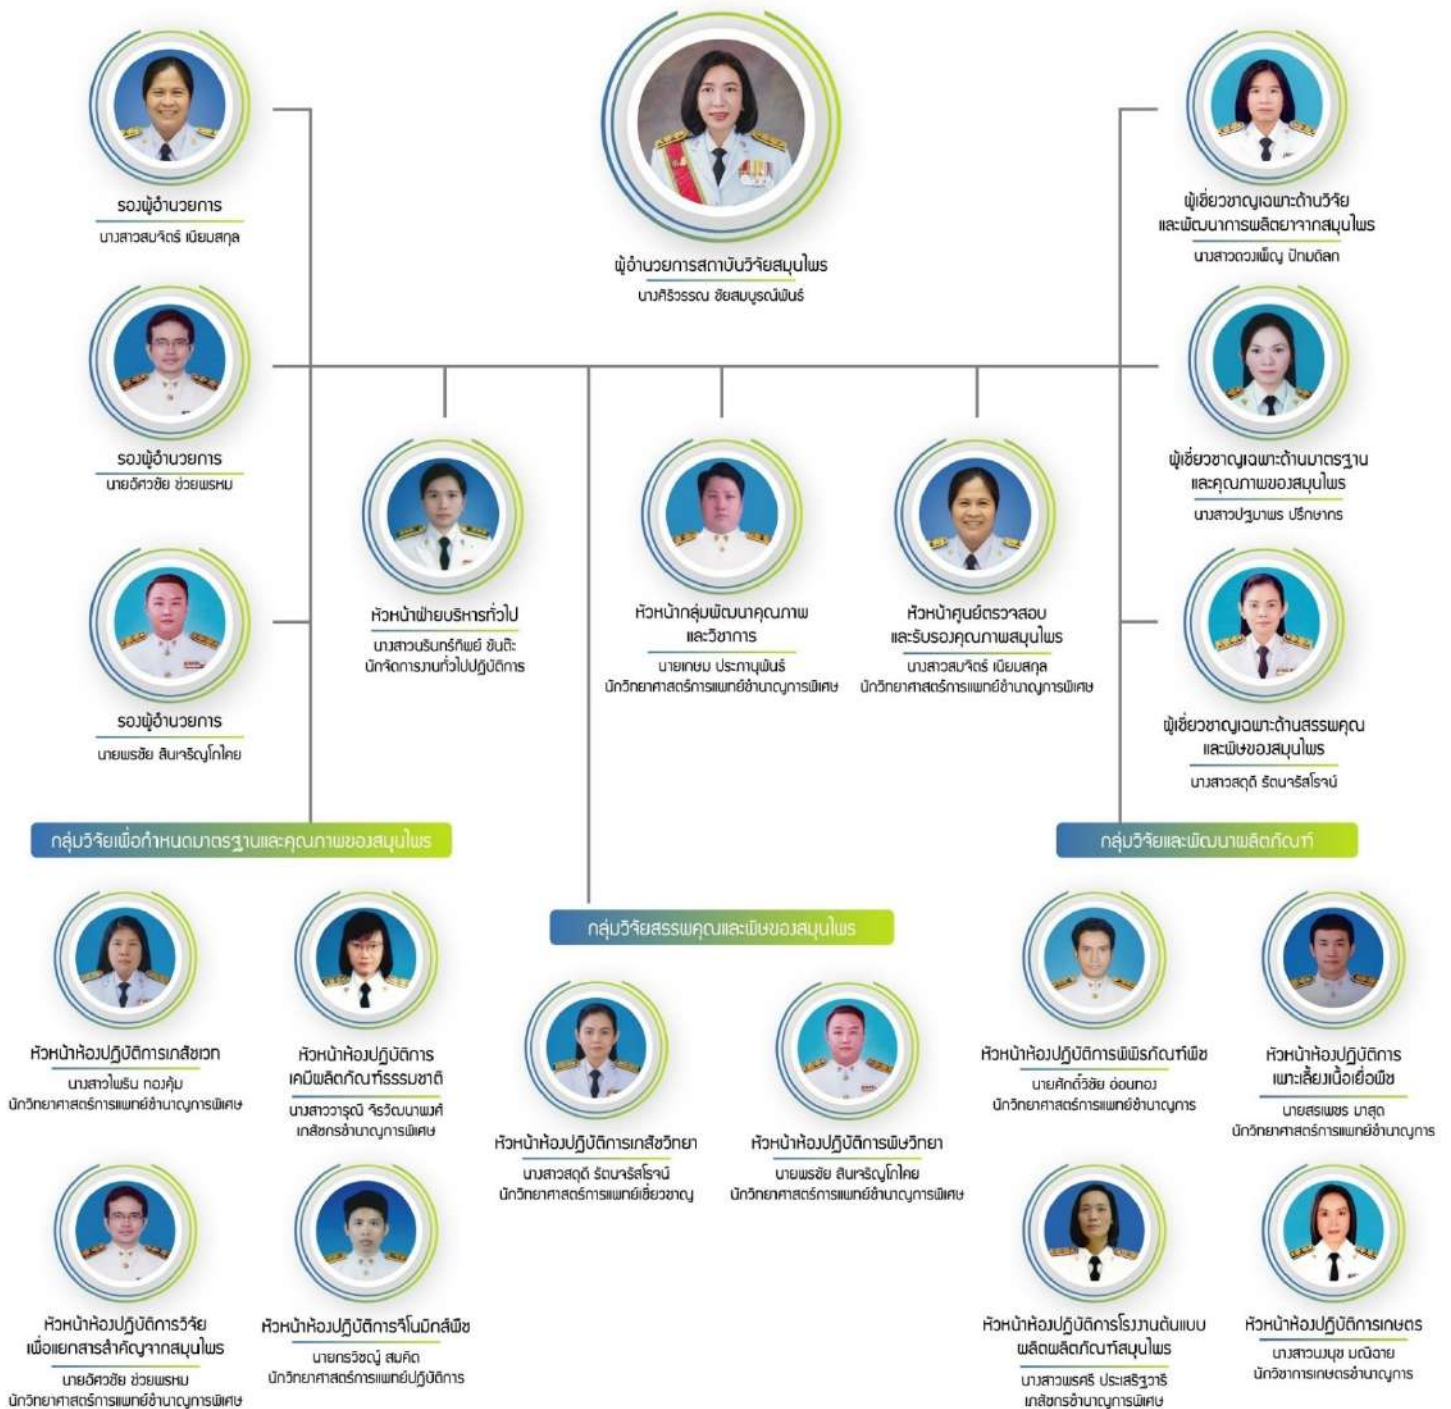 ผู้อำนวยการสถาบันวิจัยสมุนไพร
นางศิริวรรณ ชัยสมบูรณ์พันธ์
รองผู้อำนวยการ
นางสาวสมจิตร์ เนียมสกุล
รองผู้อำนวยการ
นายอัศวชัย ช่วยพรหม
รองผู้อำนวยการ
นายพรชัย สินเจริญโภไคย
ผู้เชี่ยวชาญเฉพาะด้านวิจัย
และพัฒนาการผลิตยาจากสมุนไพร
นางสาวดวงเพ็ญ ปัทมดิลก
ผู้เชี่ยวชาญเฉพาะด้านมาตรฐาน
และคุณภาพของสมุนไพร
นางสาวปฐมาพร ปรึกษากร
ผู้เชี่ยวชาญเฉพาะด้านสรรพคุณ
และพิษของสมุนไพร
นางสาวสดุดี รัตนจรัสโรจน์
หัวหน้าฝ่ายบริหารทั่วไป
นางสาวนรินทร์ทิพย์ ขันต๊ะ
นักจัดการงานทั่วไปปฏิบัติการ
หัวหน้ากลุ่มพัฒนาคุณภาพ
และวิชาการ
นายเกษม ประภานุพันธ์
นักวิทยาศาสตร์การแพทย์ชำนาญการพิเศษ
หัวหน้าศูนย์ตรวจสอบ
และรับรองคุณภาพสมุนไพร
นางสาวสมจิตร์ เนียมสกุล
นักวิทยาศาสตร์การแพทย์ชำนาญการพิเศษ
กลุ่มวิจัยเพื่อกำหนดมาตรฐานและคุณภาพของสมุนไพร
หัวหน้าห้องปฏิบัติการเภสัชเวท
นางสาวไพริน ทองคุ้ม
นักวิทยาศาสตร์การแพทย์ชำนาญการพิเศษ
หัวหน้าห้องปฏิบัติการ
เคมีผลิตภัณฑ์ธรรมชาติ
นางสาววารุณี จิรวัฒนาพงศ์
เภสัชกรชำนาญการพิเศษ
หัวหน้าห้องปฏิบัติการวิจัย
เพื่อแยกสารสำคัญจากสมุนไพร
นายอัศวชัย ช่วยพรหม
นักวิทยาศาสตร์การแพทย์ชำนาญการพิเศษ
หัวหน้าห้องปฏิบัติการจีโนมิกส์พืช
นายกรวิชญ์ สมคิด
นักวิทยาศาสตร์การแพทย์ปฏิบัติการ
กลุ่มวิจัยสรรพคุณและพิษของสมุนไพร
หัวหน้าห้องปฏิบัติการเภสัชวิทยา
นางสาวสดุดี รัตนจรัสโรจน์
นักวิทยาศาสตร์การแพทย์เชี่ยวชาญ
หัวหน้าห้องปฏิบัติการพิษวิทยา
นายพรชัย สินเจริญโภไคย
นักวิทยาศาสตร์การแพทย์ชำนาญการพิเศษ
กลุ่มวิจัยและพัฒนาผลิตภัณฑ์
หัวหน้าห้องปฏิบัติการพิพิธภัณฑ์พืช
นายศักดิ์วิชัย อ่อนทอง
นักวิทยาศาสตร์การแพทย์ชำนาญการ
หัวหน้าห้องปฏิบัติการ
เพาะเลี้ยงเนื้อเยื่อพืช
นายสรเพชร มาสุด
นักวิทยาศาสตร์การแพทย์ชำนาญการ
หัวหน้าห้องปฏิบัติการโรงงานต้นแบบ
ผลิตผลิตภัณฑ์สมุนไพร
นางสาวพรศรี ประเสริฐวารี
เภสัชกรชำนาญการพิเศษ
หัวหน้าห้องปฏิบัติการเกษตร
นางสาวนงนุช มณีฉาย
นักวิชาการเกษตรชำนาญการ